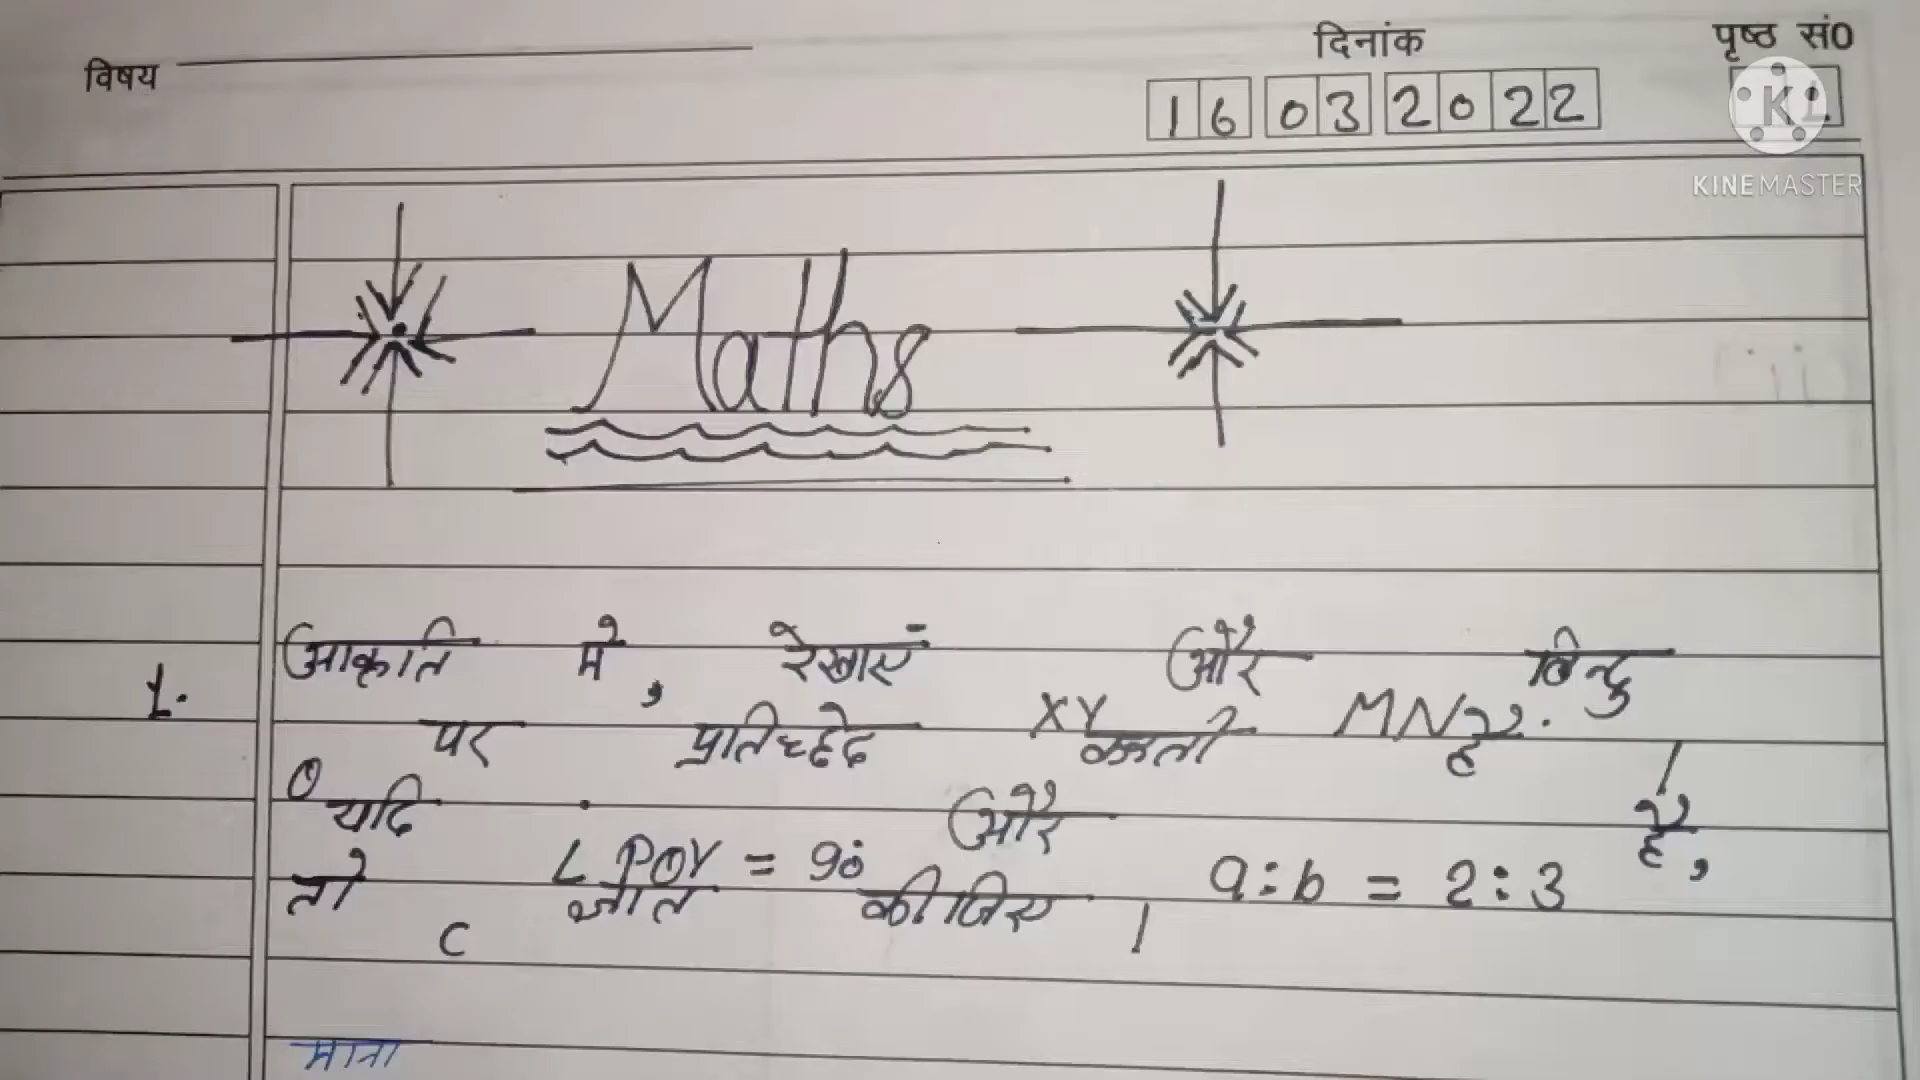 विषय
दिनांक
पृष्ठ सं०
16 03 2022
K
KINEMASTER
Maths
1.
आकृति में, रेखाएं XY और MN बिन्दु
O पर प्रतिच्छेद करती है।
यदि ∠POY = 90° और a:b = 2:3 है,
तो c ज्ञात कीजिए।
माना